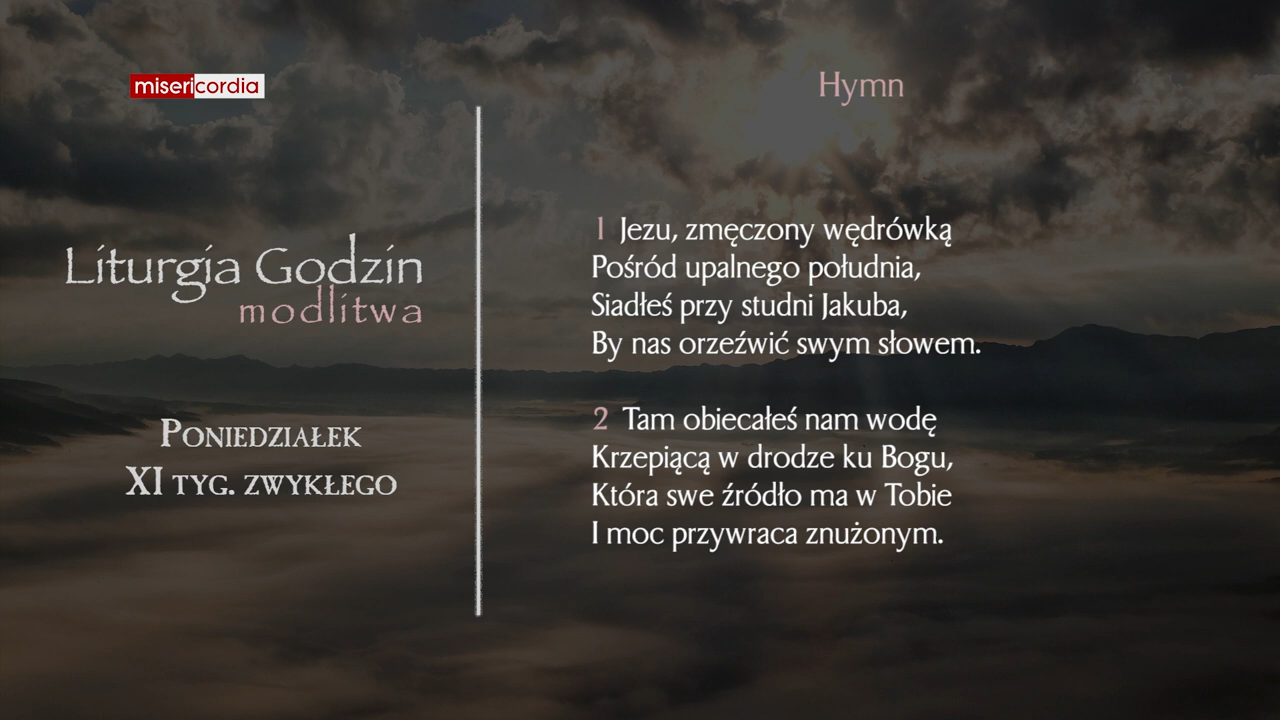 misericordia
Liturgia Godzin
modlitwa
Poniedziałek
XI tyg. zwykłego
Hymn
1 Jezu, zmęczony wędrówką
Pośród upalnego południa,
Siadłeś przy studni Jakuba,
By nas orzeźwić swym słowem.
2 Tam obiecałeś nam wodę
Krzepiącą w drodze ku Bogu,
Która swe źródło ma w Tobie
I moc przywraca znużonym.